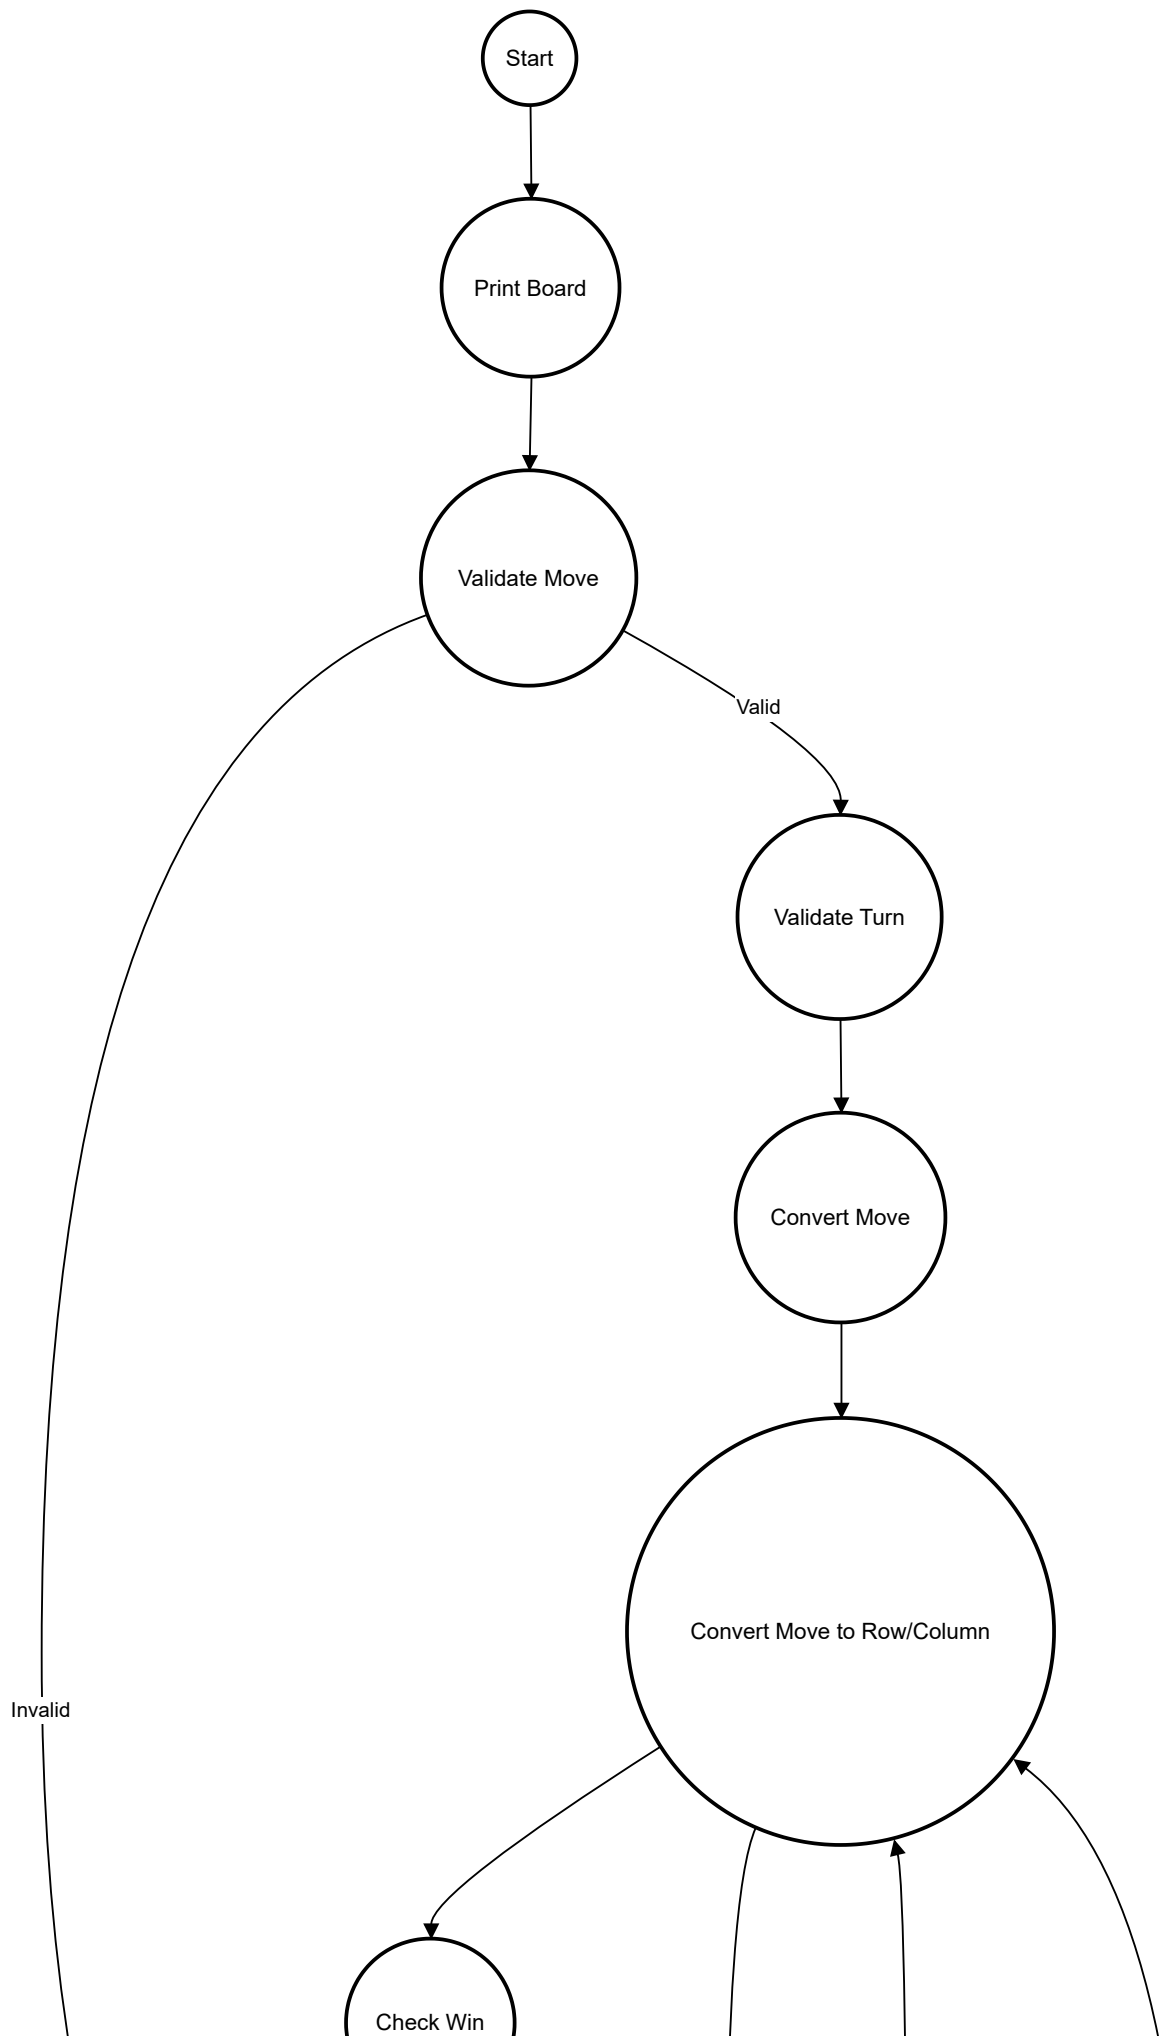 Start
Print Board
Validate Move
Valid
Validate Turn
Convert Move
Convert Move to Row/Column
Invalid
Check Win